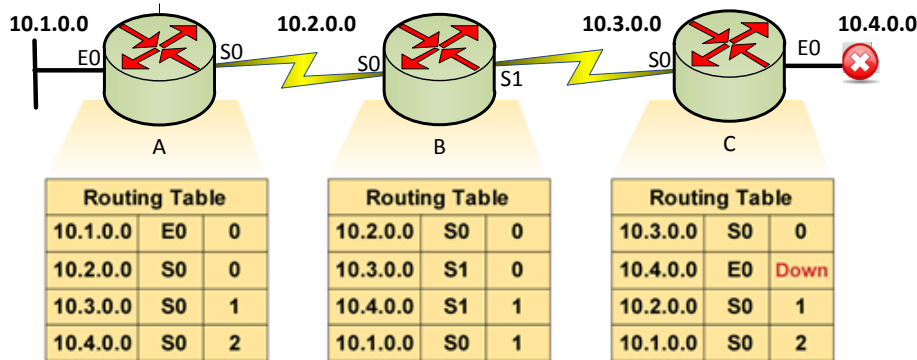 10.1.0.0 10.2.0.0 10.3.0.0 10.4.0.0
E0 S0 S0 S1 S0 E0
A B C
Routing Table
10.1.0.0 E0 0
10.2.0.0 S0 0
10.3.0.0 S0 1
10.4.0.0 S0 2
Routing Table
10.2.0.0 S0 0
10.3.0.0 S1 0
10.4.0.0 S1 1
10.1.0.0 S0 1
Routing Table
10.3.0.0 S0 0
10.4.0.0 E0 Down
10.2.0.0 S0 1
10.1.0.0 S0 2